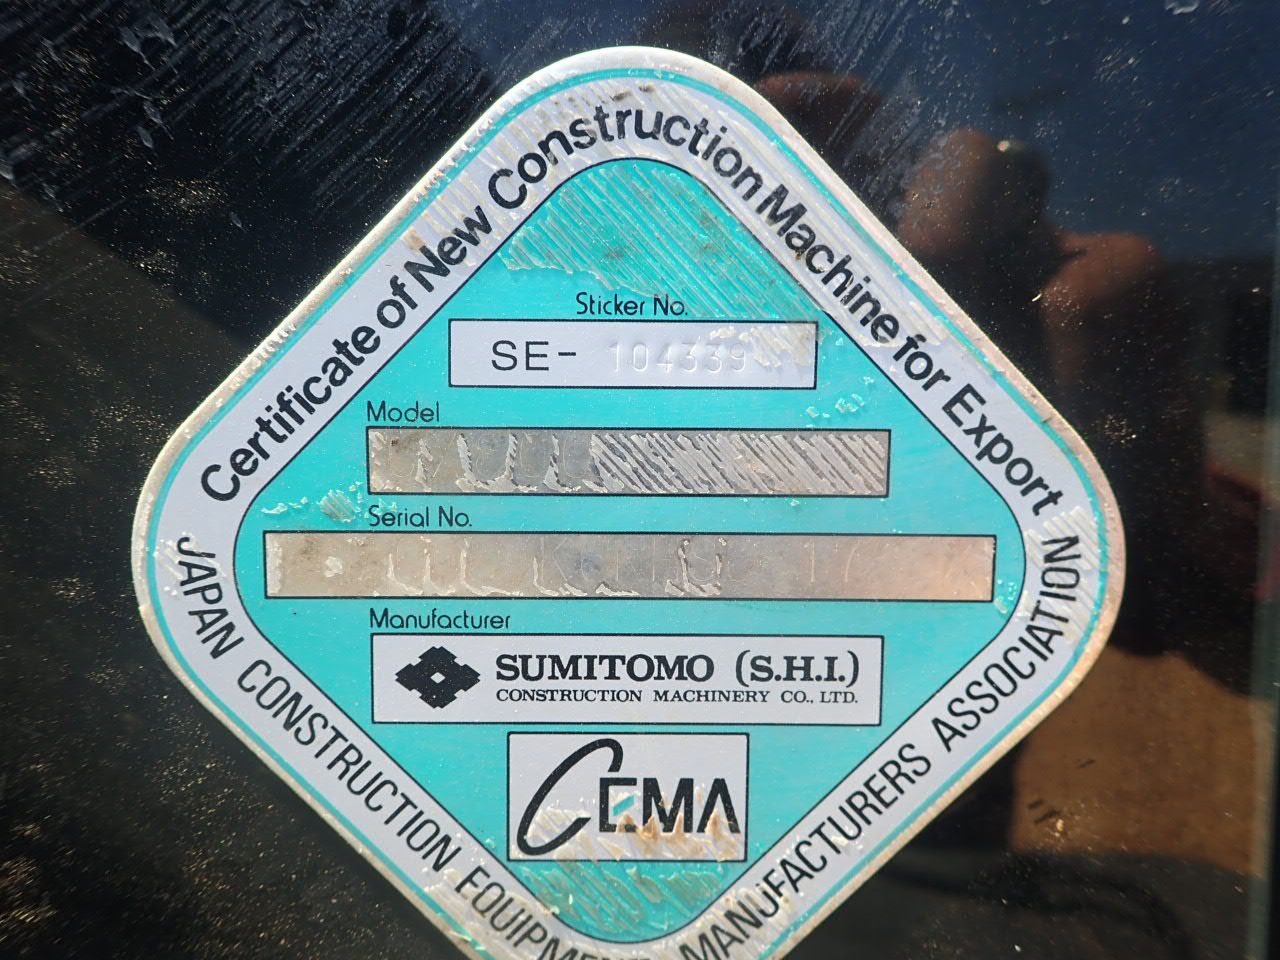 Certificate of New Construction Machine for Export
Sticker No.
SE- 104339
Model
Serial No.
Manufacturer
SUMITOMO (S.H.I.)
CONSTRUCTION MACHINERY CO., LTD.
CEMA
JAPAN CONSTRUCTION EQUIPMENT MANUFACTURERS ASSOCIATION